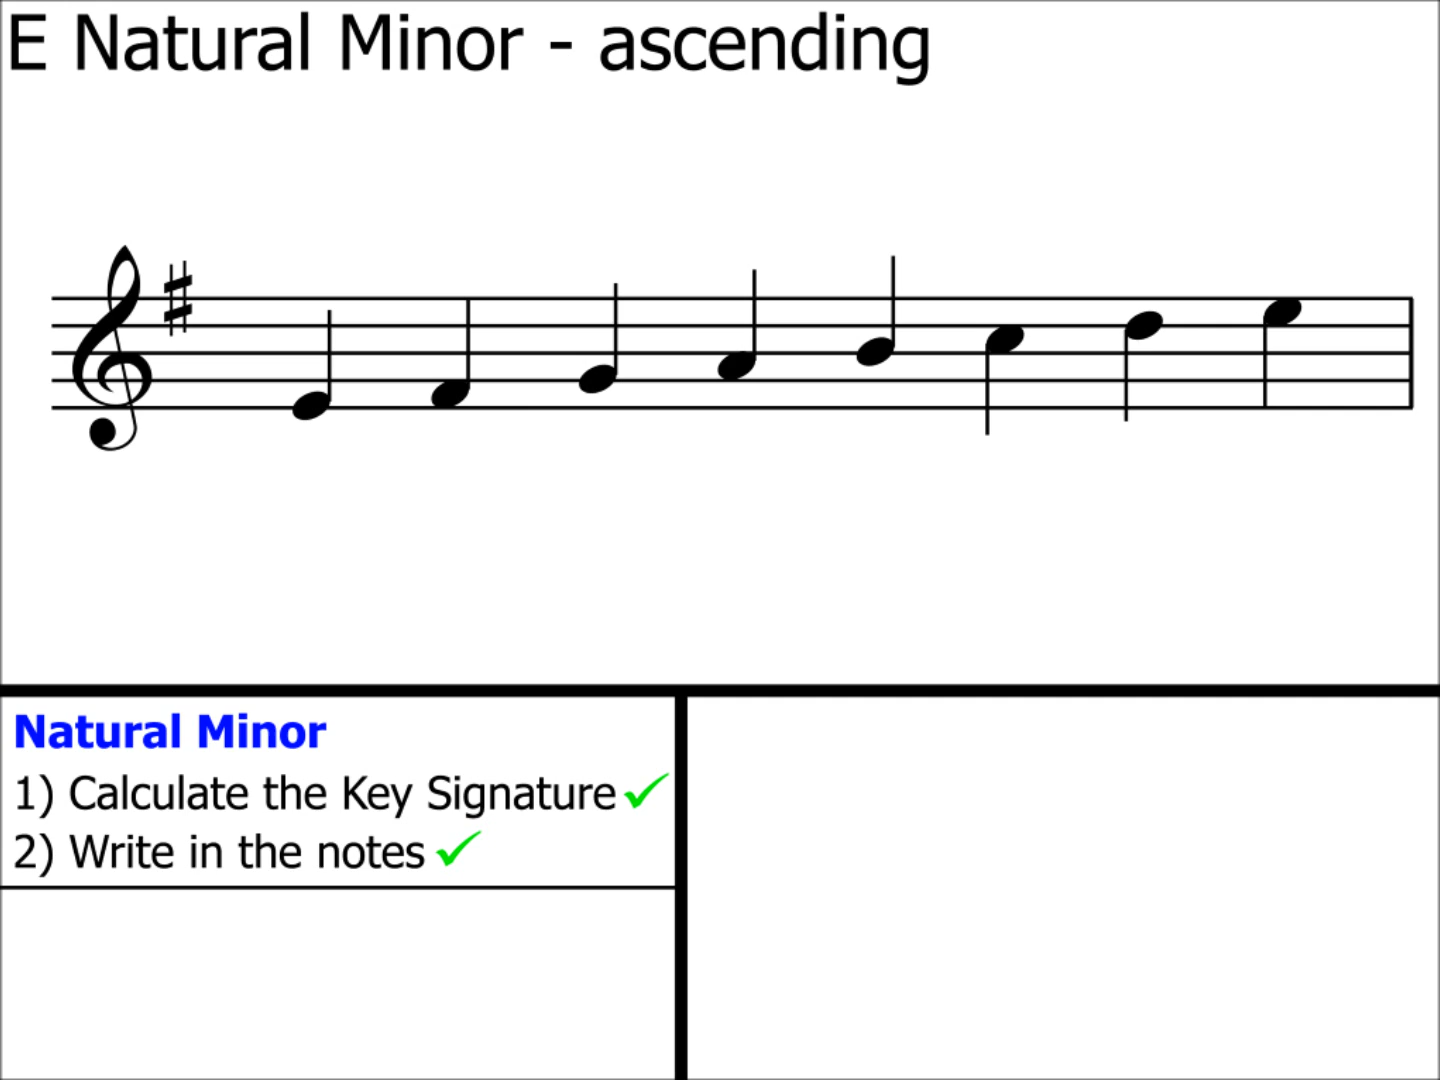 E Natural Minor - ascending
Natural Minor
1) Calculate the Key Signature
2) Write in the notes